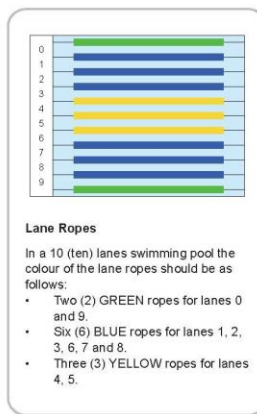 0
1
2
3
4
5
6
7
8
9
Lane Ropes
In a 10 (ten) lanes swimming pool the
colour of the lane ropes should be as
follows:
• Two (2) GREEN ropes for lanes 0
and 9.
• Six (6) BLUE ropes for lanes 1, 2,
3, 6, 7 and 8.
• Three (3) YELLOW ropes for lanes
4, 5.